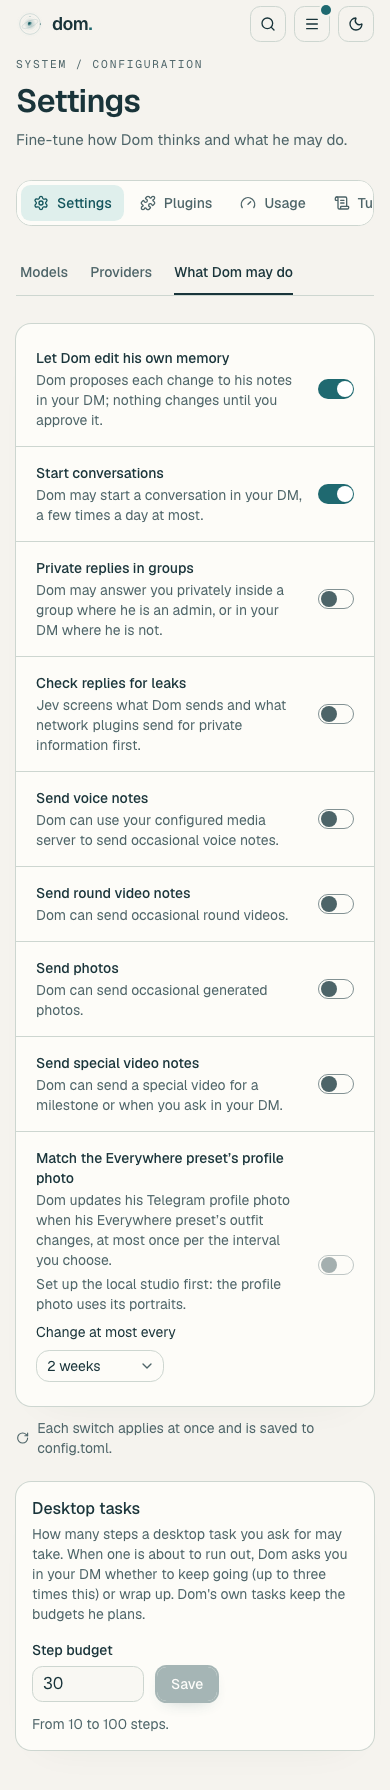 dom.
SYSTEM / CONFIGURATION
Settings
Fine-tune how Dom thinks and what he may do.
Settings Plugins Usage Tu
Models Providers What Dom may do
Let Dom edit his own memory
Dom proposes each change to his notes
in your DM; nothing changes until you
approve it.
Start conversations
Dom may start a conversation in your DM,
a few times a day at most.
Private replies in groups
Dom may answer you privately inside a
group where he is an admin, or in your
DM where he is not.
Check replies for leaks
Jev screens what Dom sends and what
network plugins send for private
information first.
Send voice notes
Dom can use your configured media
server to send occasional voice notes.
Send round video notes
Dom can send occasional round videos.
Send photos
Dom can send occasional generated
photos.
Send special video notes
Dom can send a special video for a
milestone or when you ask in your DM.
Match the Everywhere preset's profile
photo
Dom updates his Telegram profile photo
when his Everywhere preset's outfit
changes, at most once per the interval
you choose.
Set up the local studio first: the profile
photo uses its portraits.
Change at most every
2 weeks
Each switch applies at once and is saved to
config.toml.
Desktop tasks
How many steps a desktop task you ask for may
take. When one is about to run out, Dom asks you
in your DM whether to keep going (up to three
times this) or wrap up. Dom's own tasks keep the
budgets he plans.
Step budget
30 Save
From 10 to 100 steps.